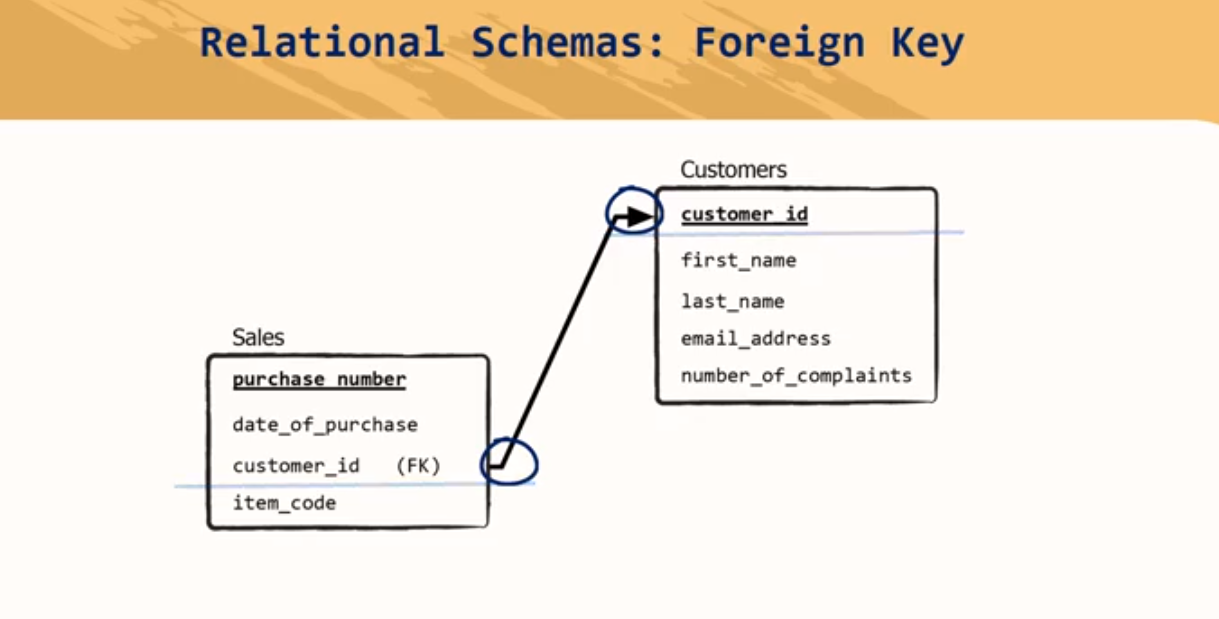 Relational Schemas: Foreign Key
Customers
customer_id
first_name
last_name
email_address
number_of_complaints
Sales
purchase_number
date_of_purchase
customer_id (FK)
item_code